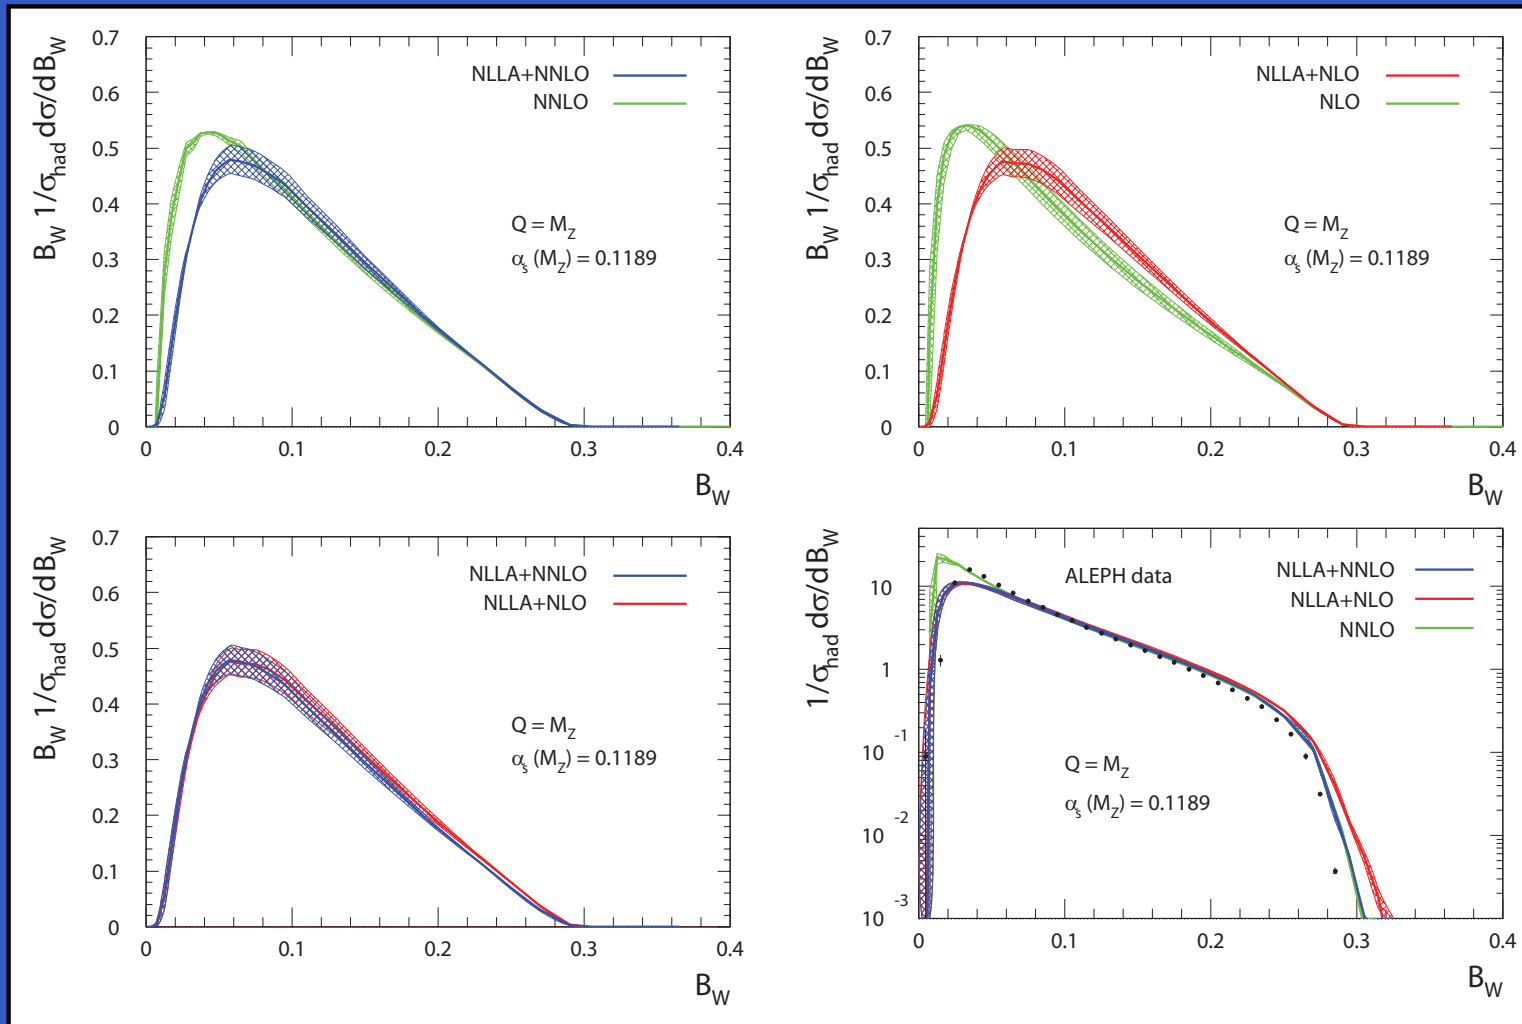 B_W 1/σ_had dσ/dB_W
0.7
0.6
0.5
0.4
0.3
0.2
0.1
0
NLLA+NNLO
NNLO
Q = M_Z
α_s (M_Z) = 0.1189
0 0.1 0.2 0.3 0.4
B_W
B_W 1/σ_had dσ/dB_W
0.7
0.6
0.5
0.4
0.3
0.2
0.1
0
NLLA+NLO
NLO
Q = M_Z
α_s (M_Z) = 0.1189
0 0.1 0.2 0.3 0.4
B_W
B_W 1/σ_had dσ/dB_W
0.7
0.6
0.5
0.4
0.3
0.2
0.1
0
NLLA+NNLO
NLLA+NLO
Q = M_Z
α_s (M_Z) = 0.1189
0 0.1 0.2 0.3 0.4
B_W
1/σ_had dσ/dB_W
10
1
10^-1
10^-2
10^-3
ALEPH data
NLLA+NNLO
NLLA+NLO
NNLO
Q = M_Z
α_s (M_Z) = 0.1189
0 0.1 0.2 0.3 0.4
B_W